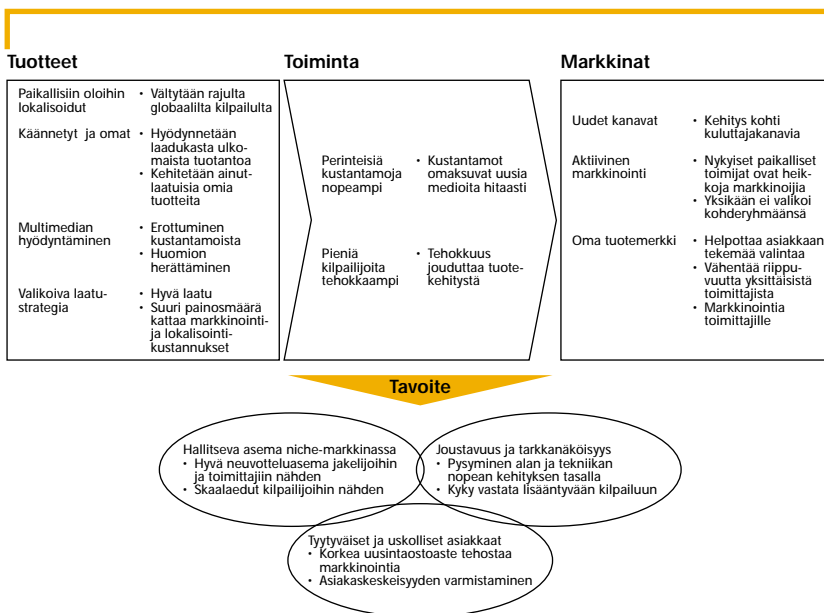 Tuotteet
Paikallisiin oloihin
lokalisoidut
• Vältytään rajulta
globaalilta kilpailulta
Käännetyt ja omat
• Hyödynnetään
laadukasta ulko-
maista tuotantoa
• Kehitetään ainut-
laatuisia omia
tuotteita
Multimedian
hyödyntäminen
• Erottuminen
kustantamoista
• Huomion
herättäminen
Valikoiva laatu-
strategia
• Hyvä laatu
• Suuri painosmäärä
kattaa markkinointi-
ja lokalisointi-
kustannukset
Toiminta
Perinteisiä
kustantamoja
nopeampi
• Kustantamot
omaksuvat uusia
medioita hitaasti
Pieniä
kilpailijoita
tehokkaampi
• Tehokkuus
jouduttaa tuote-
kehitystä
Markkinat
Uudet kanavat
• Kehitys kohti
kuluttajakanavia
Aktiivinen
markkinointi
• Nykyiset paikalliset
toimijat ovat heik-
koja markkinoijia
• Yksikään ei valikoi
kohderyhmäänsä
Oma tuotemerkki
• Helpottaa asiakkaan
tekemää valintaa
• Vähentää riippu-
vuutta yksittäisistä
toimittajista
• Markkinointia
toimittajille
Tavoite
Hallitseva asema niche-markkinassa
• Hyvä neuvotteluasema jakelijoihin
ja toimittajiin nähden
• Skaalaedut kilpailijoihin nähden
Joustavuus ja tarkkanäköisyys
• Pysyminen alan ja tekniikan
nopean kehityksen tasalla
• Kyky vastata lisääntyvään kilpailuun
Tyytyväiset ja uskolliset asiakkaat
• Korkea uusintaostoaste tehostaa
markkinointia
• Asiakaskeskeisyyden varmistaminen